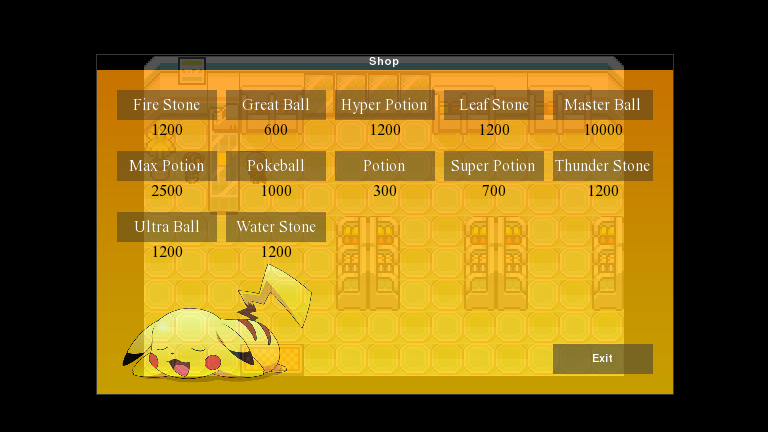 Shop
Fire Stone Great Ball Hyper Potion Leaf Stone Master Ball
1200 600 1200 1200 10000
Max Potion Pokeball Potion Super Potion Thunder Stone
2500 1000 300 700 1200
Ultra Ball Water Stone
1200 1200
Exit